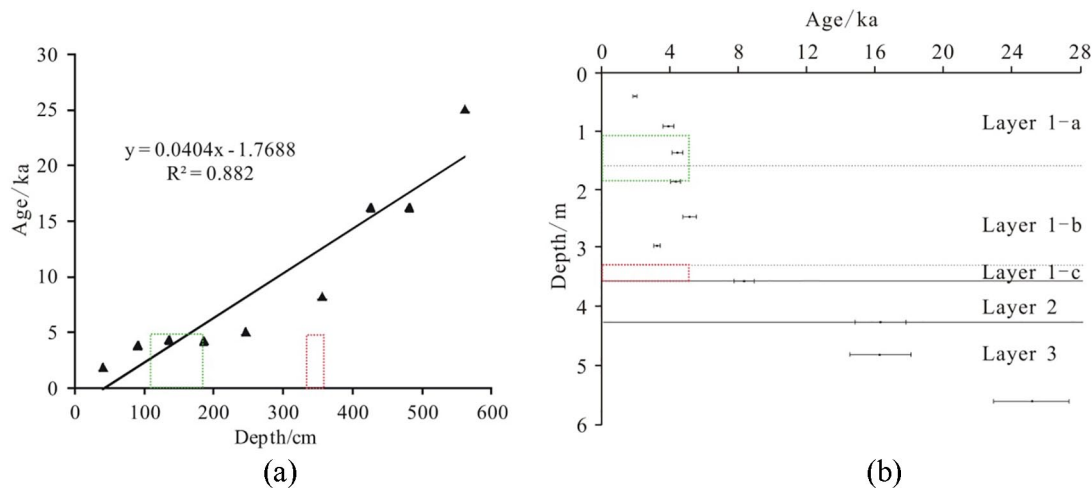 30
25
20
15
10
5
0
Age/ka
y = 0.0404x - 1.7688
R² = 0.882
0 100 200 300 400 500 600
Depth/cm
(a)
Age/ka
0 4 8 12 16 20 24 28
0
1
2
3
4
5
6
Depth/m
Layer 1-a
Layer 1-b
Layer 1-c
Layer 2
Layer 3
(b)